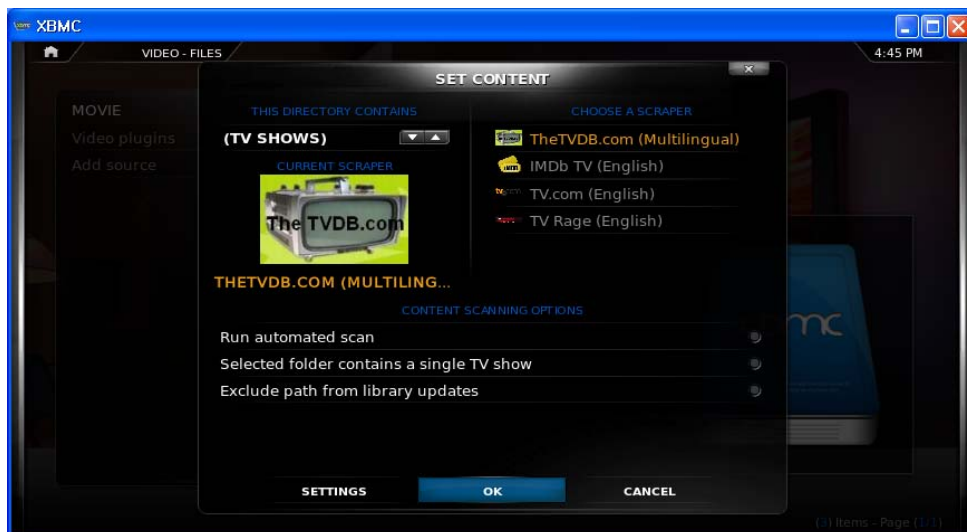 XBMC
VIDEO - FILES
4:45 PM
SET CONTENT
MOVIE
Video plugins
Add source
THIS DIRECTORY CONTAINS
(TV SHOWS)
CURRENT SCRAPER
The TVDB.com
THETVDB.COM (MULTILING...
CHOOSE A SCRAPER
TheTVDB.com (Multilingual)
IMDb TV (English)
TV.com (English)
TV Rage (English)
CONTENT SCANNING OPTIONS
Run automated scan
Selected folder contains a single TV show
Exclude path from library updates
SETTINGS
OK
CANCEL
(3) Items - Page (1/1)